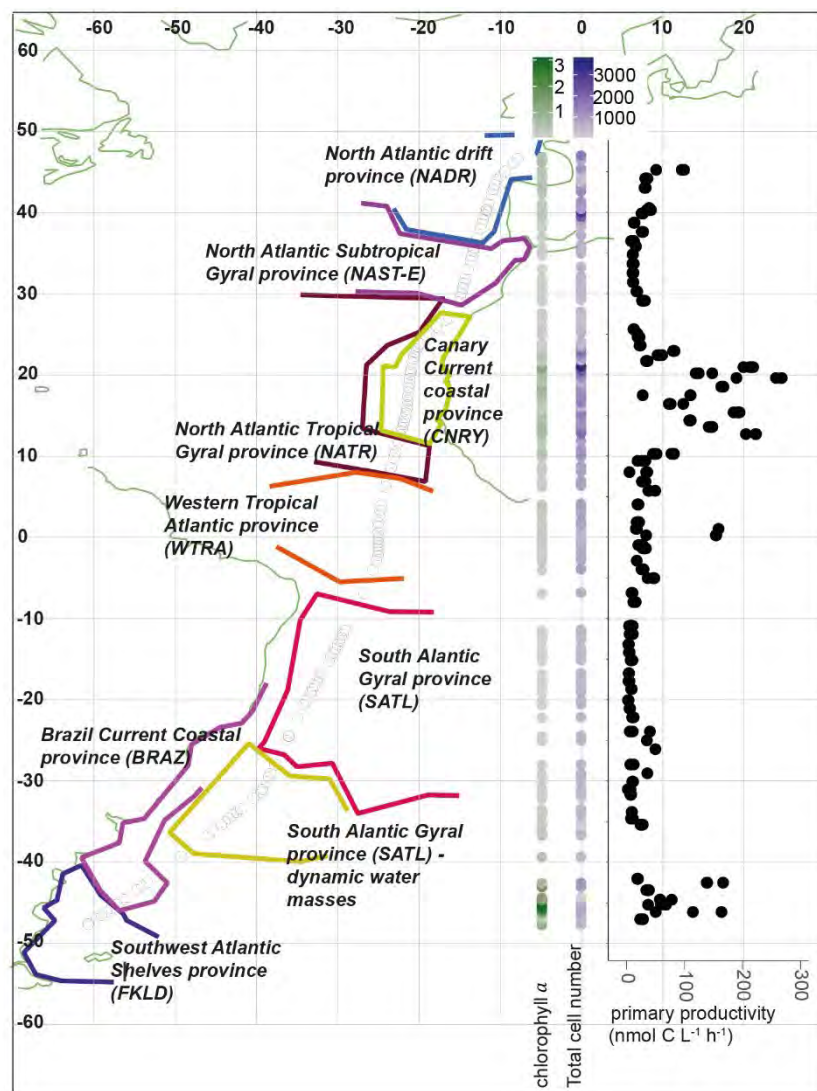 -60 -50 -40 -30 -20 -10 0 10 20
60
50
40
30
20
10
0
-10
-20
-30
-40
-50
-60
3
2
1
3000
1000
North Atlantic drift
province (NADR)
North Atlantic Subtropical
Gyral province (NAST-E)
Canary
Current
coastal
province
(CNRY)
North Atlantic Tropical
Gyral province (NATR)
Western Tropical
Atlantic province
(WTRA)
South Alantic
Gyral province
(SATL)
Brazil Current Coastal
province (BRAZ)
South Alantic Gyral
province (SATL) -
dynamic water
masses
Southwest Atlantic
Shelves province
(FKLD)
chlorophyll a
Total cell number
0
100
200
300
primary productivity
(nmol C L⁻¹ h⁻¹)